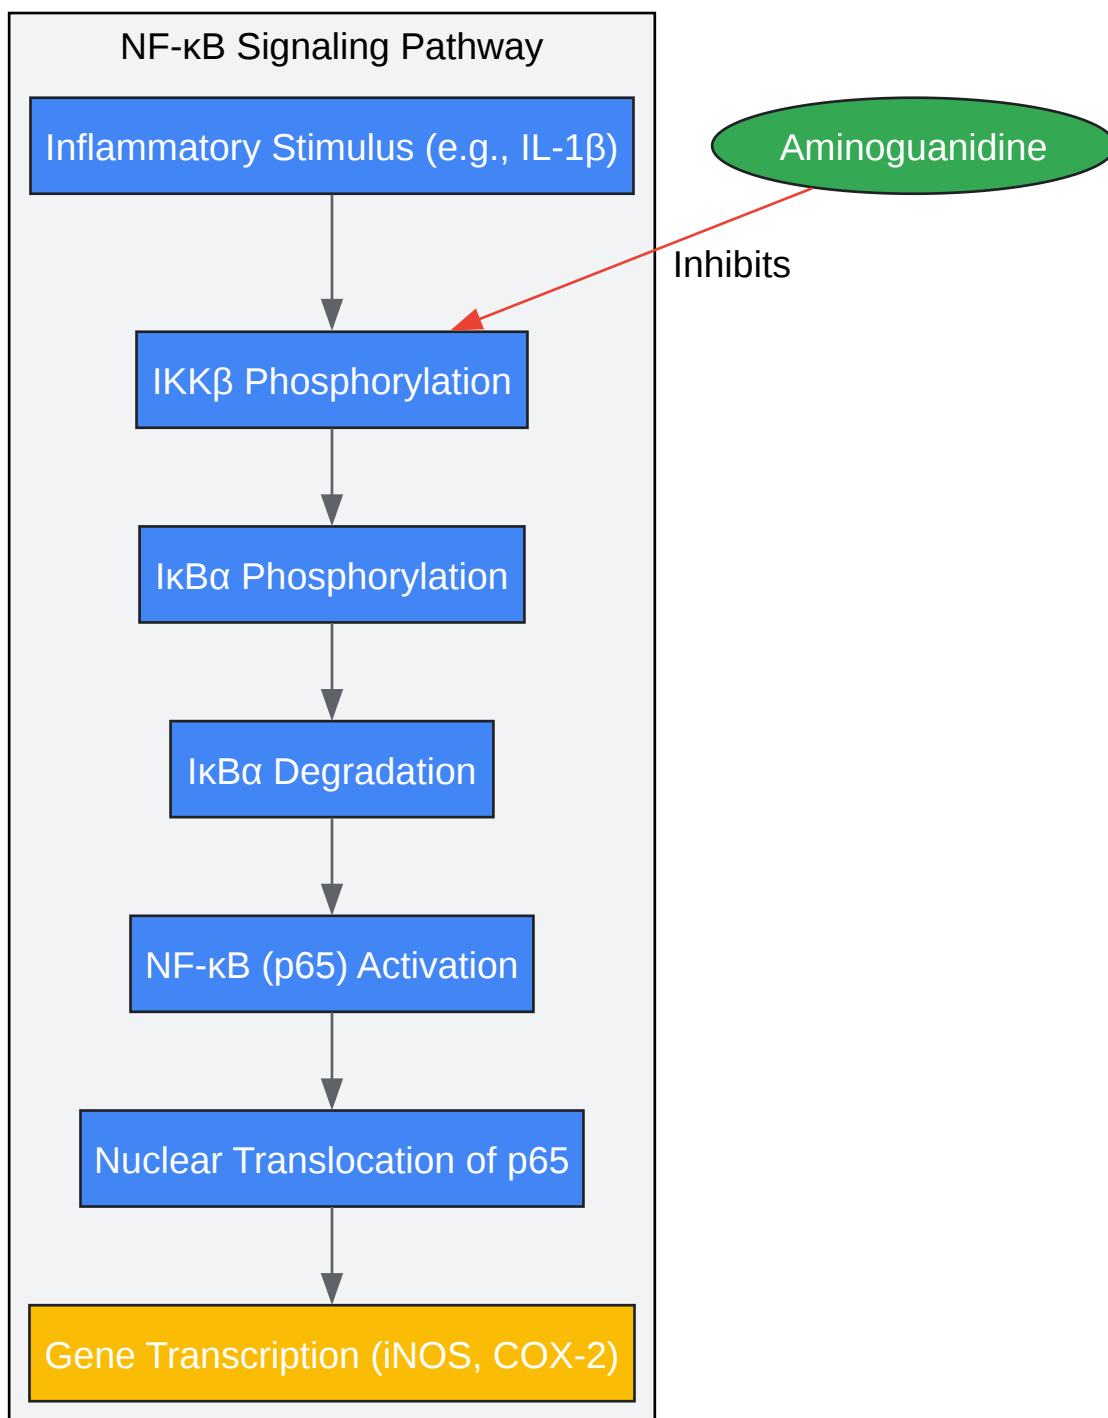 NF-κB Signaling Pathway
Inflammatory Stimulus (e.g., IL-1β)
Aminoguanidine
Inhibits
IKKβ Phosphorylation
IκBα Phosphorylation
IκBα Degradation
NF-κB (p65) Activation
Nuclear Translocation of p65
Gene Transcription (iNOS, COX-2)